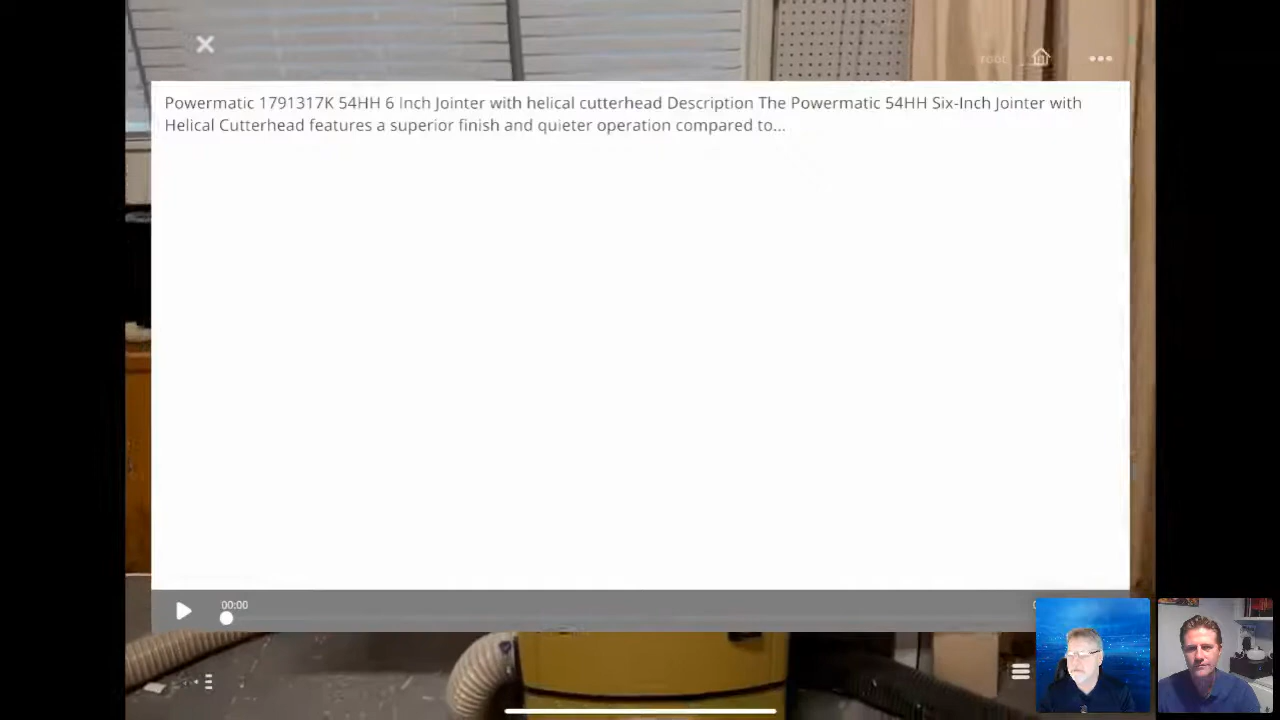 ROOT
Powermatic 1791317K 54HH 6 Inch Jointer with helical cutterhead Description The Powermatic 54HH Six-Inch Jointer with
Helical Cutterhead features a superior finish and quieter operation compared to...
00:00